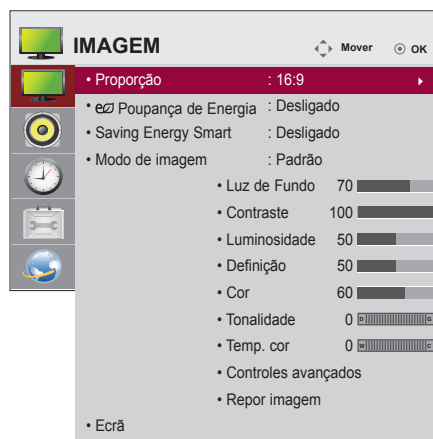 IMAGEM Mover OK
• Proporção : 16:9
• Poupança de Energia : Desligado
• Saving Energy Smart : Desligado
• Modo de imagem : Padrão
• Luz de Fundo 70
• Contraste 100
• Luminosidade 50
• Definição 50
• Cor 60
• Tonalidade 0 R G
• Temp. cor 0 W C
• Controles avançados
• Repor imagem
• Ecrã